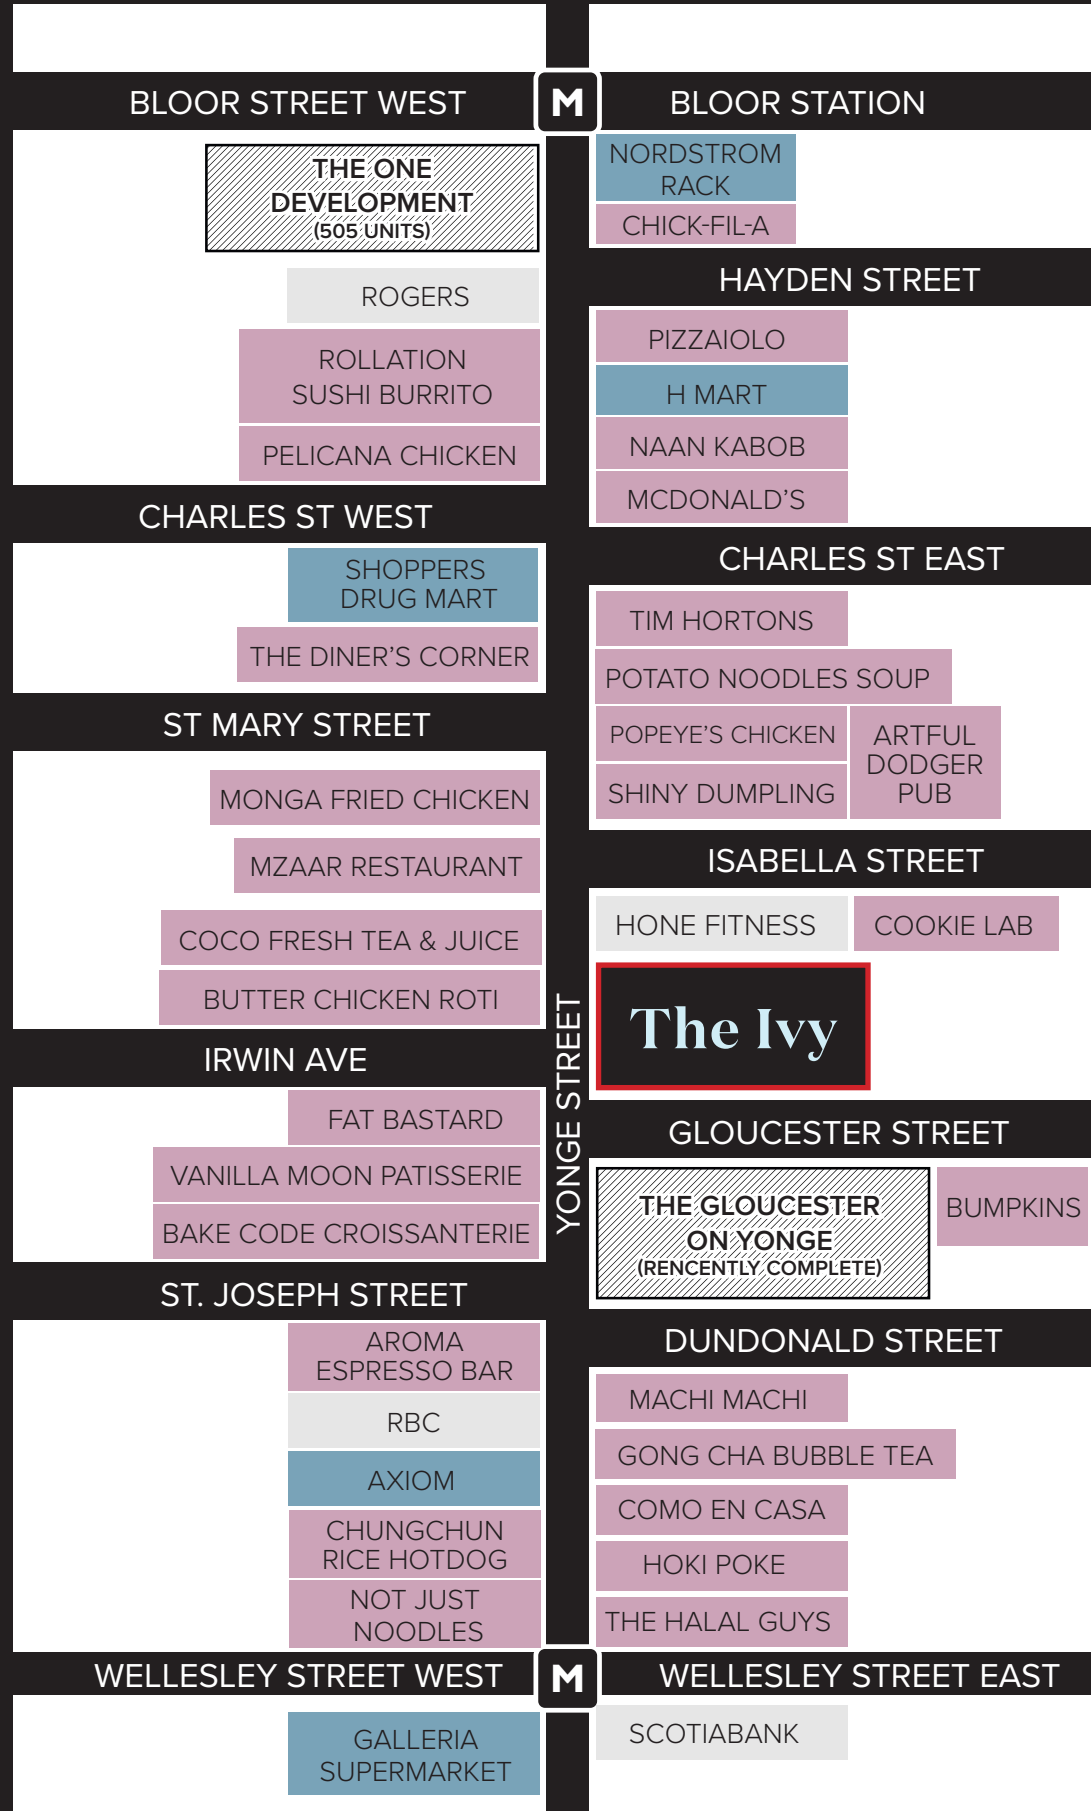 BLOOR STREET WEST
M
BLOOR STATION
THE ONE
DEVELOPMENT
(505 UNITS)
ROGERS
ROLLATION
SUSHI BURRITO
PELICANA CHICKEN
CHARLES ST WEST
SHOPPERS
DRUG MART
THE DINER'S CORNER
ST MARY STREET
MONGA FRIED CHICKEN
MZAAR RESTAURANT
COCO FRESH TEA & JUICE
BUTTER CHICKEN ROTI
IRWIN AVE
FAT BASTARD
VANILLA MOON PATISSERIE
BAKE CODE CROISSANTERIE
ST. JOSEPH STREET
AROMA
ESPRESSO BAR
RBC
AXIOM
CHUNGCHUN
RICE HOTDOG
NOT JUST
NOODLES
WELLESLEY STREET WEST
GALLERIA
SUPERMARKET
YONGE STREET
NORDSTROM
RACK
CHICK-FIL-A
HAYDEN STREET
PIZZAIOLO
H MART
NAAN KABOB
MCDONALD'S
CHARLES ST EAST
TIM HORTONS
POTATO NOODLES SOUP
POPEYE'S CHICKEN
SHINY DUMPLING
ARTFUL
DODGER
PUB
ISABELLA STREET
HONE FITNESS
COOKIE LAB
The Ivy
GLOUCESTER STREET
THE GLOUCESTER
ON YONGE
(RENCENTLY COMPLETE)
BUMPKINS
DUNDONALD STREET
MACHI MACHI
GONG CHA BUBBLE TEA
COMO EN CASA
HOKI POKE
THE HALAL GUYS
M
WELLESLEY STREET EAST
SCOTIABANK